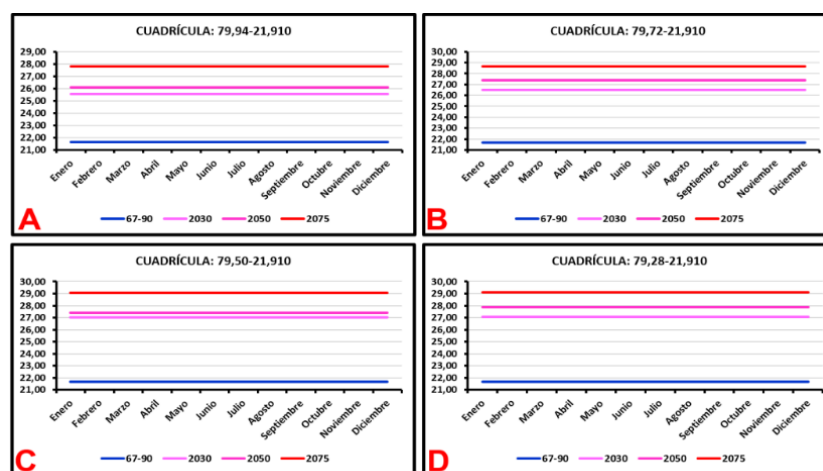 CUADRÍCULA: 79,94-21,910
29,00
28,00
27,00
26,00
25,00
24,00
23,00
22,00
21,00
Enero
Febrero
Marzo
Abril
Mayo
Junio
Julio
Agosto
Septiembre
Octubre
Noviembre
Diciembre
67-90 2030 2050 2075
A
CUADRÍCULA: 79,72-21,910
30,00
29,00
28,00
27,00
26,00
25,00
24,00
23,00
22,00
21,00
Enero
Febrero
Marzo
Abril
Mayo
Junio
Julio
Agosto
Septiembre
Octubre
Noviembre
Diciembre
67-90 2030 2050 2075
B
CUADRÍCULA: 79,50-21,910
30,00
29,00
28,00
27,00
26,00
25,00
24,00
23,00
22,00
21,00
Enero
Febrero
Marzo
Abril
Mayo
Junio
Julio
Agosto
Septiembre
Octubre
Noviembre
Diciembre
67-90 2030 2050 2075
C
CUADRÍCULA: 79,28-21,910
30,00
29,00
28,00
27,00
26,00
25,00
24,00
23,00
22,00
21,00
Enero
Febrero
Marzo
Abril
Mayo
Junio
Julio
Agosto
Septiembre
Octubre
Noviembre
Diciembre
67-90 2030 2050 2075
D